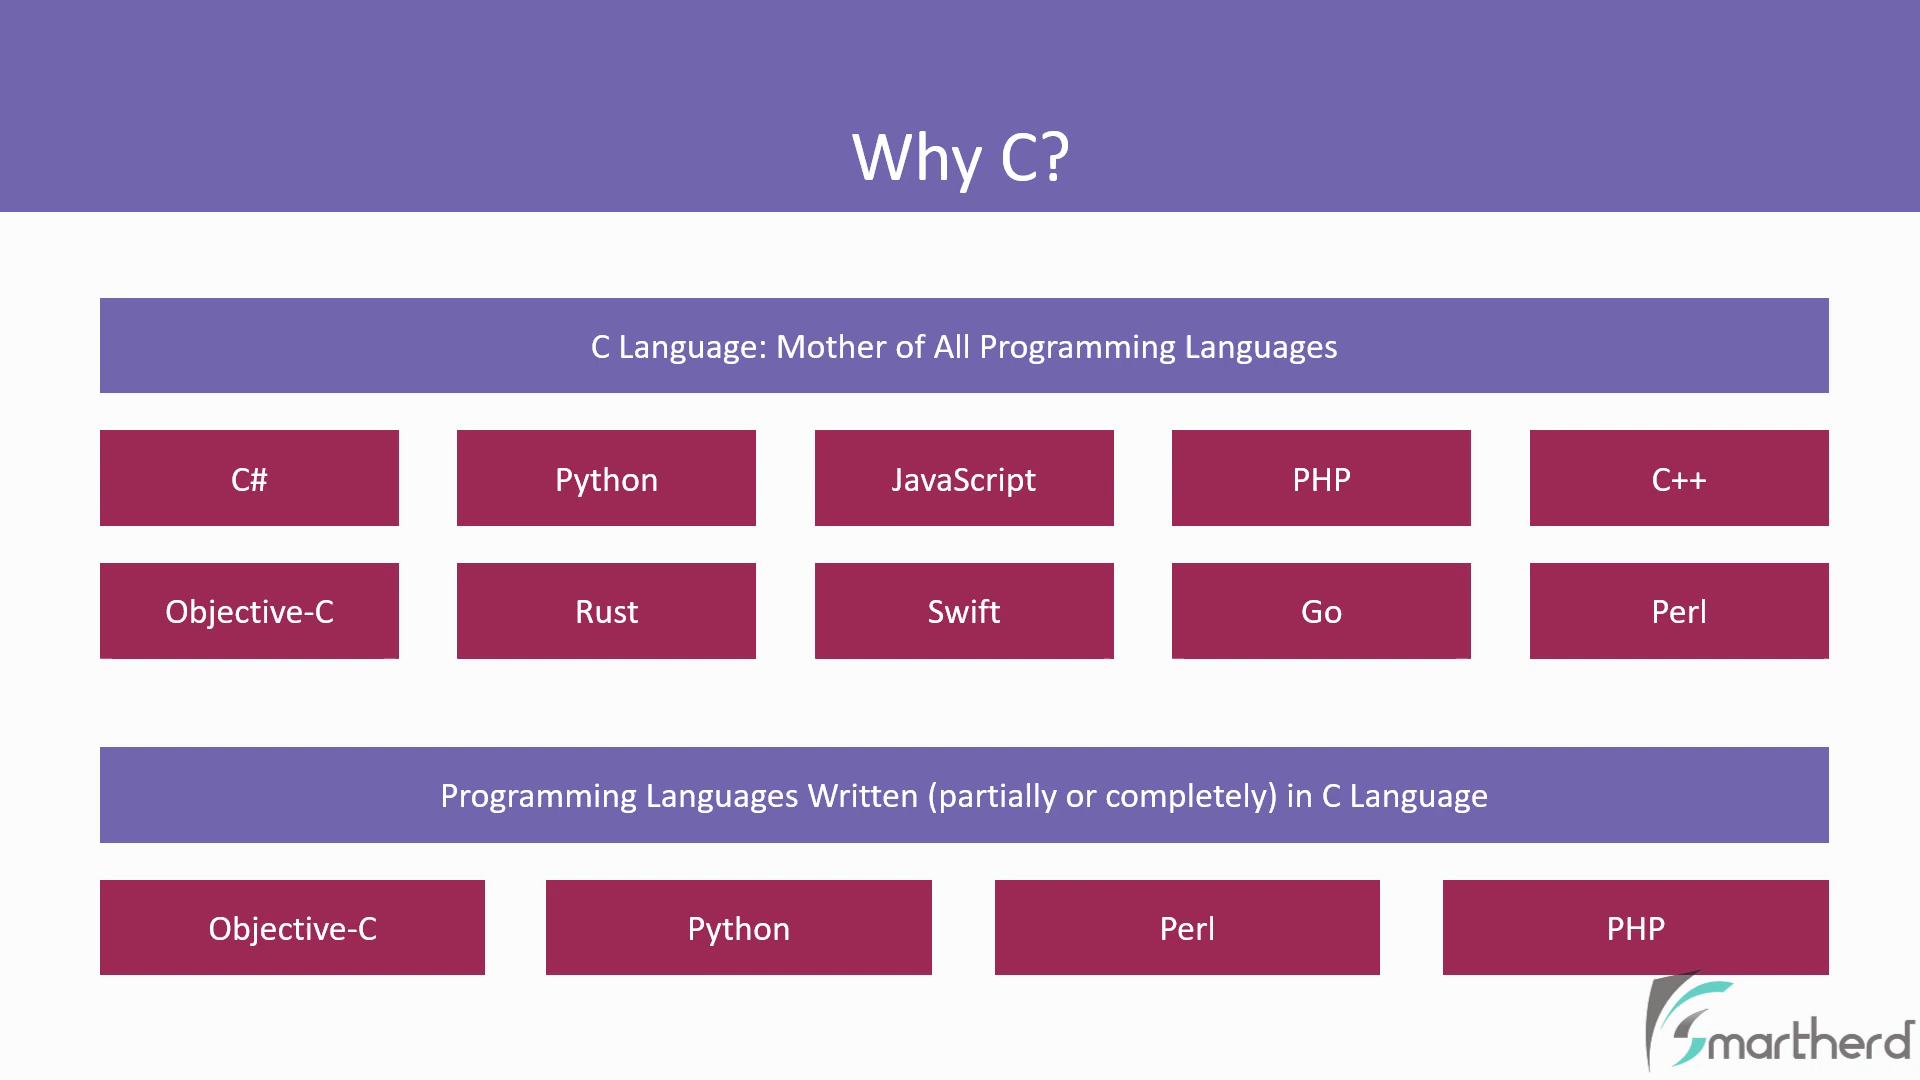 Why C?
C Language: Mother of All Programming Languages
C#
Python
JavaScript
PHP
C++
Objective-C
Rust
Swift
Go
Perl
Programming Languages Written (partially or completely) in C Language
Objective-C
Python
Perl
PHP
Smartherd